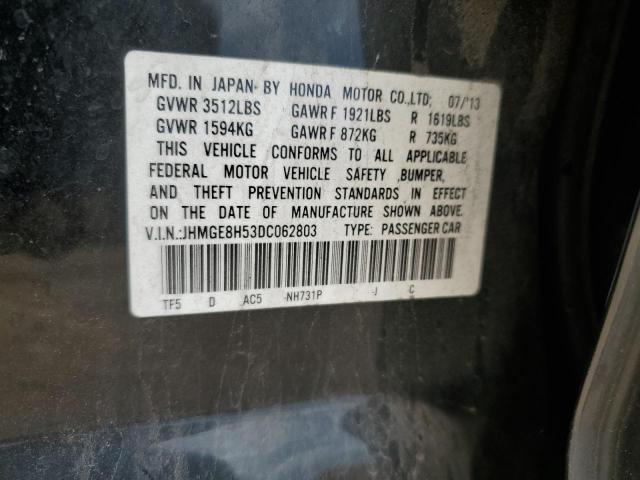 MFD. IN JAPAN BY HONDA MOTOR CO.,LTD; 07/'13
GVWR 3512LBS GAWR F 1921LBS R 1619LBS
GVWR 1594KG GAWR F 872KG R 735KG
THIS VEHICLE CONFORMS TO ALL APPLICABLE
FEDERAL MOTOR VEHICLE SAFETY ,BUMPER,
AND THEFT PREVENTION STANDARDS IN EFFECT
ON THE DATE OF MANUFACTURE SHOWN ABOVE.
V.I.N.:JHMGE8H53DC062803 TYPE: PASSENGER CAR
TF5 D AC5 -NH731P -J C